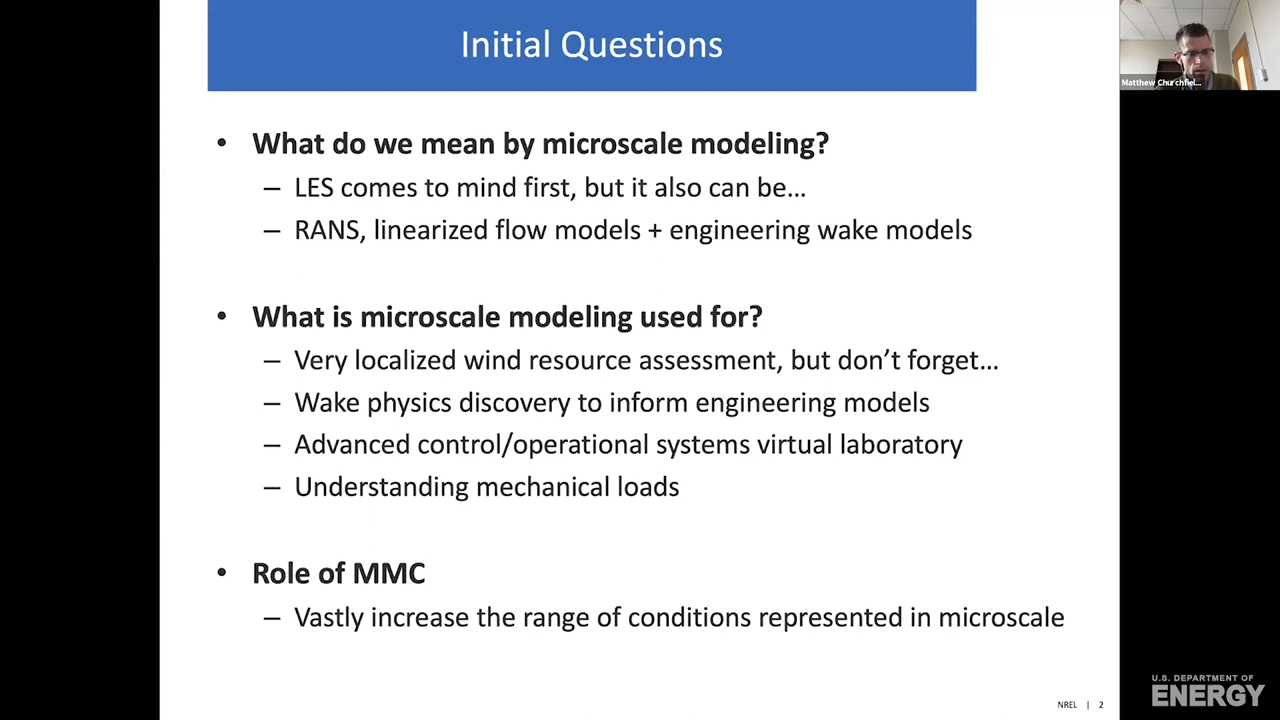 Initial Questions
Matthew Churchfiel...
• What do we mean by microscale modeling?
– LES comes to mind first, but it also can be…
– RANS, linearized flow models + engineering wake models
• What is microscale modeling used for?
– Very localized wind resource assessment, but don’t forget…
– Wake physics discovery to inform engineering models
– Advanced control/operational systems virtual laboratory
– Understanding mechanical loads
• Role of MMC
– Vastly increase the range of conditions represented in microscale
NREL | 2
U.S. DEPARTMENT OF
ENERGY